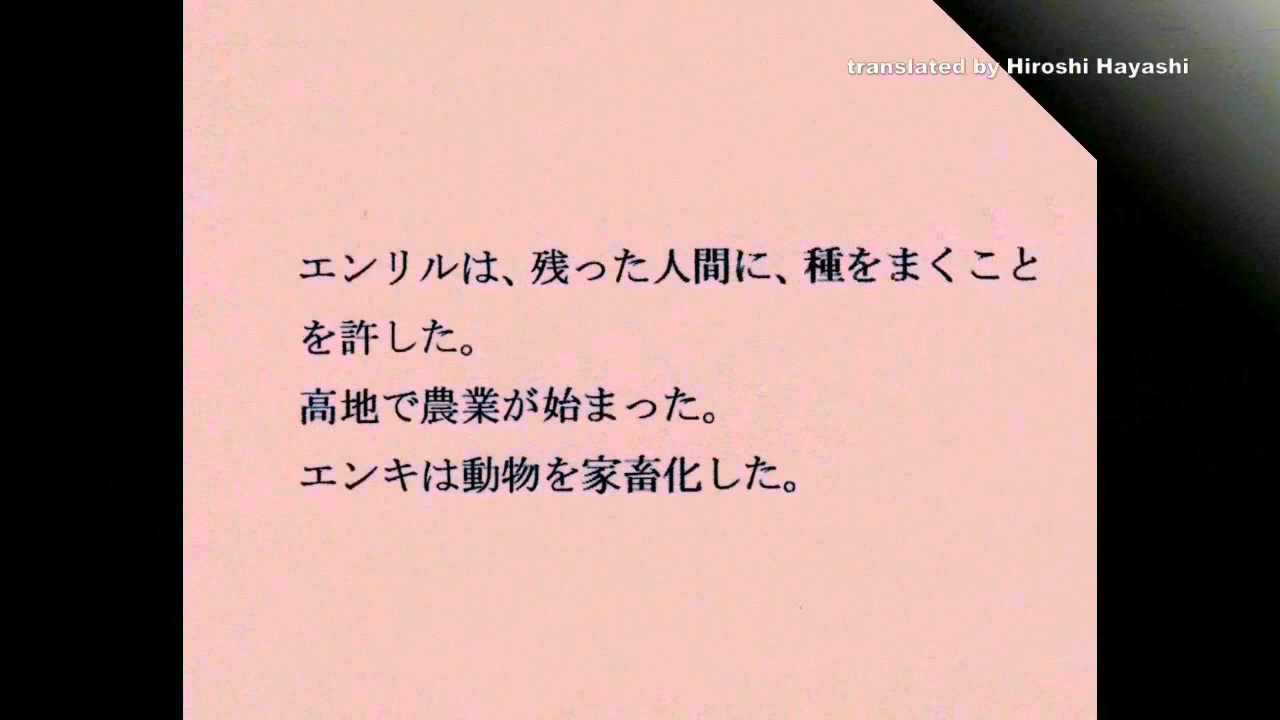 translated by Hiroshi Hayashi
エンリルは、残った人間に、種をまくこと
を許した。
高地で農業が始まった。
エンキは動物を家畜化した。